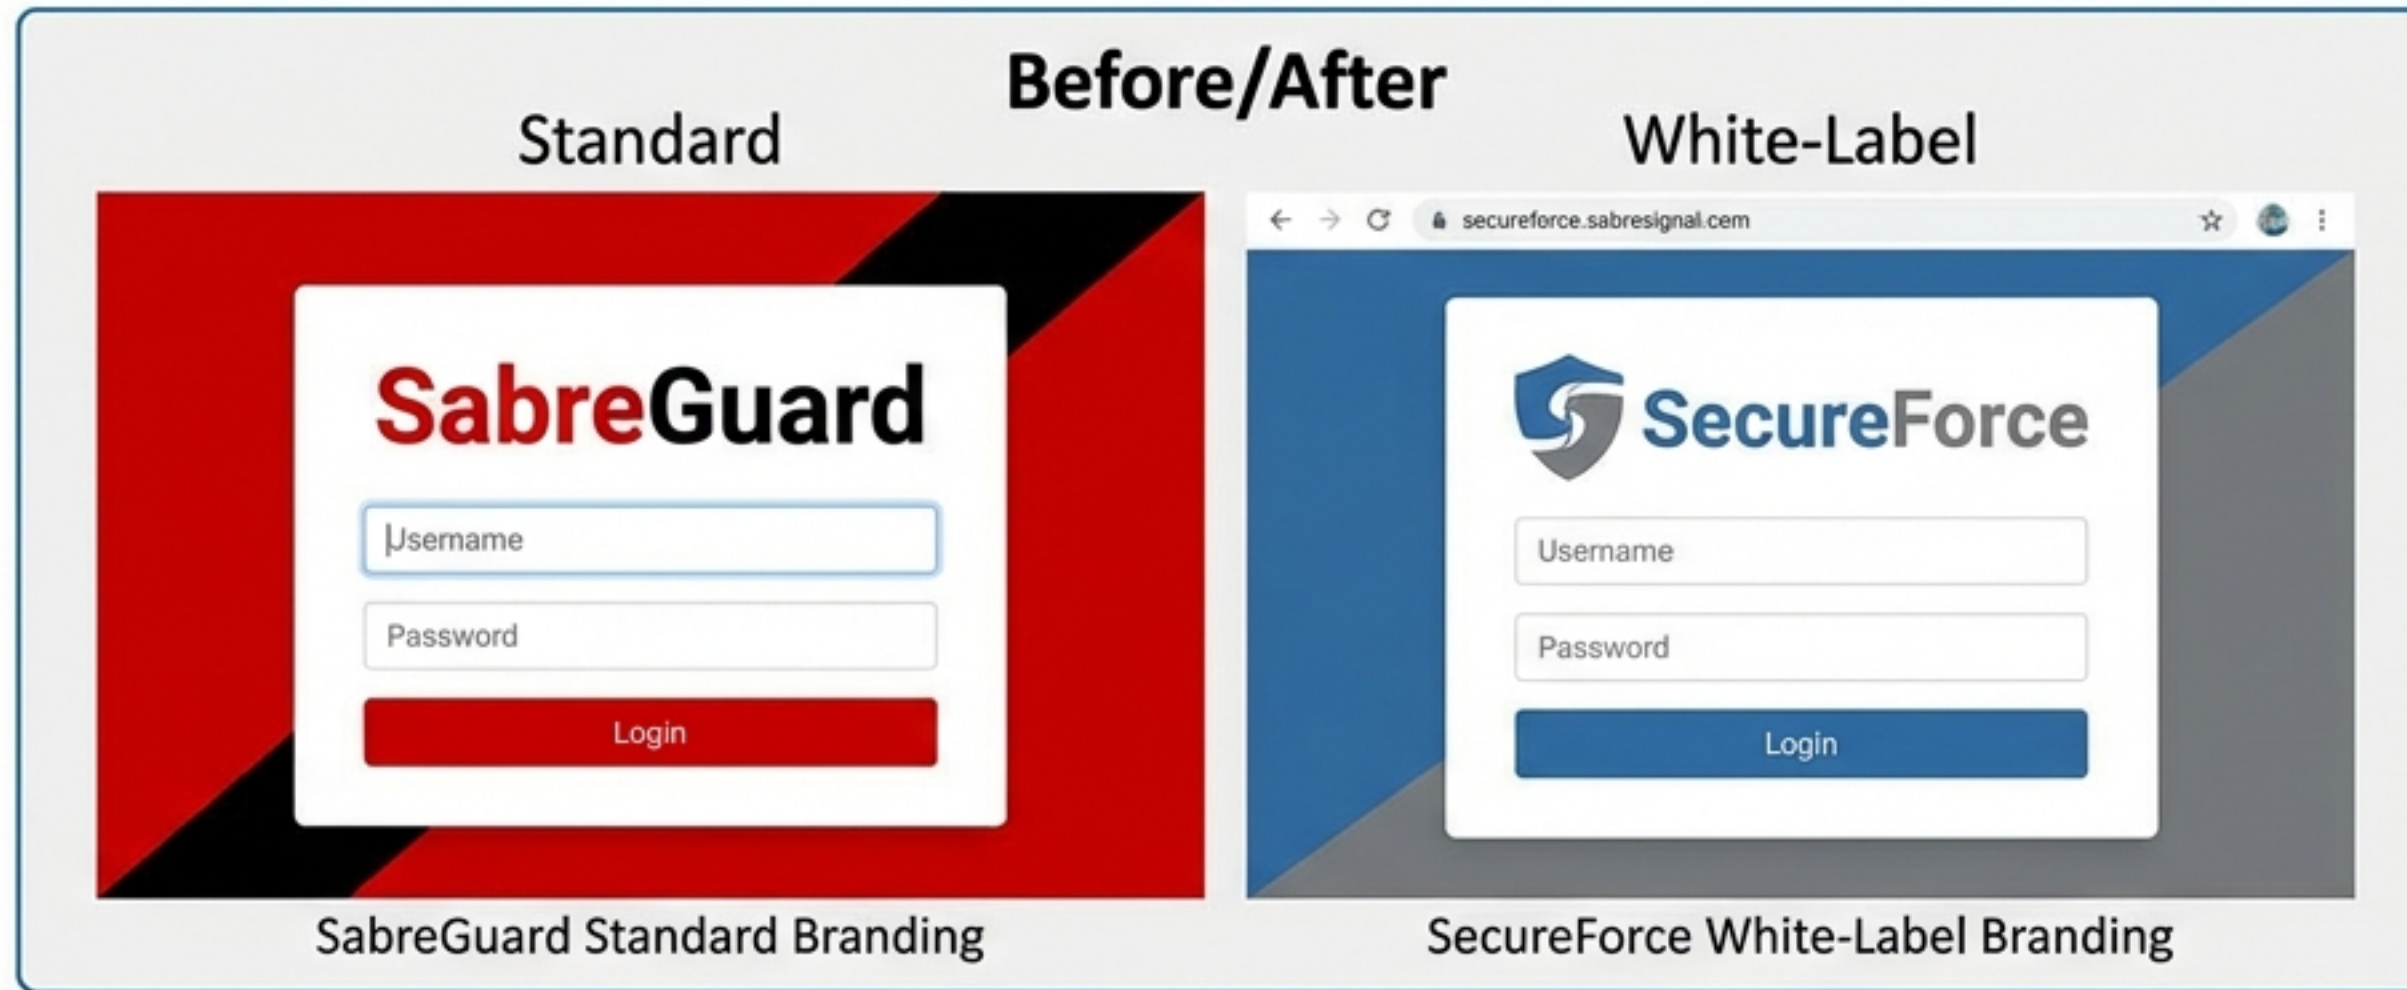 Before/After
Standard
SabreGuard
Username
Password
Login
SabreGuard Standard Branding
White-Label
secureforce.sabresignal.cem
SecureForce
Username
Password
Login
SecureForce White-Label Branding